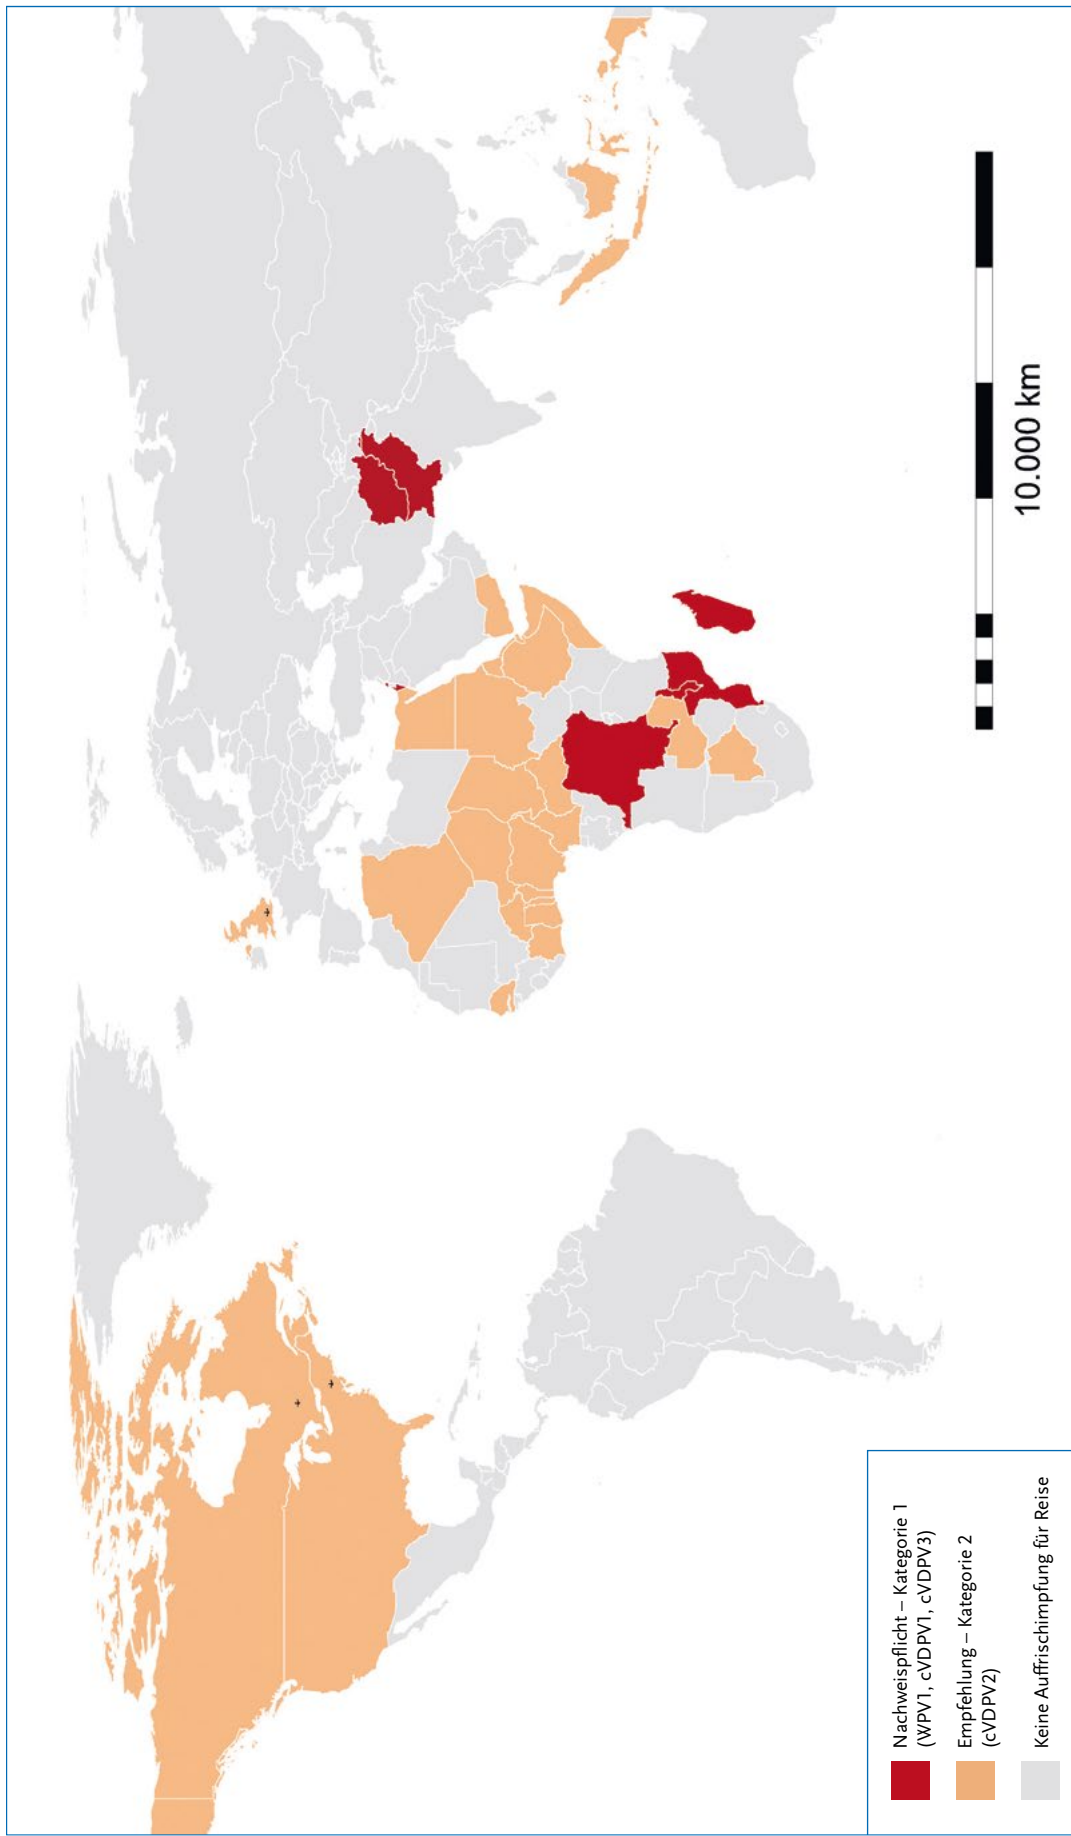 10.000 km
Nachweispflicht – Kategorie 1
(WPV1, cVDPV1, cVDPV3)
Empfehlung – Kategorie 2
(cVDPV2)
Keine Auffrischimpfung für Reise